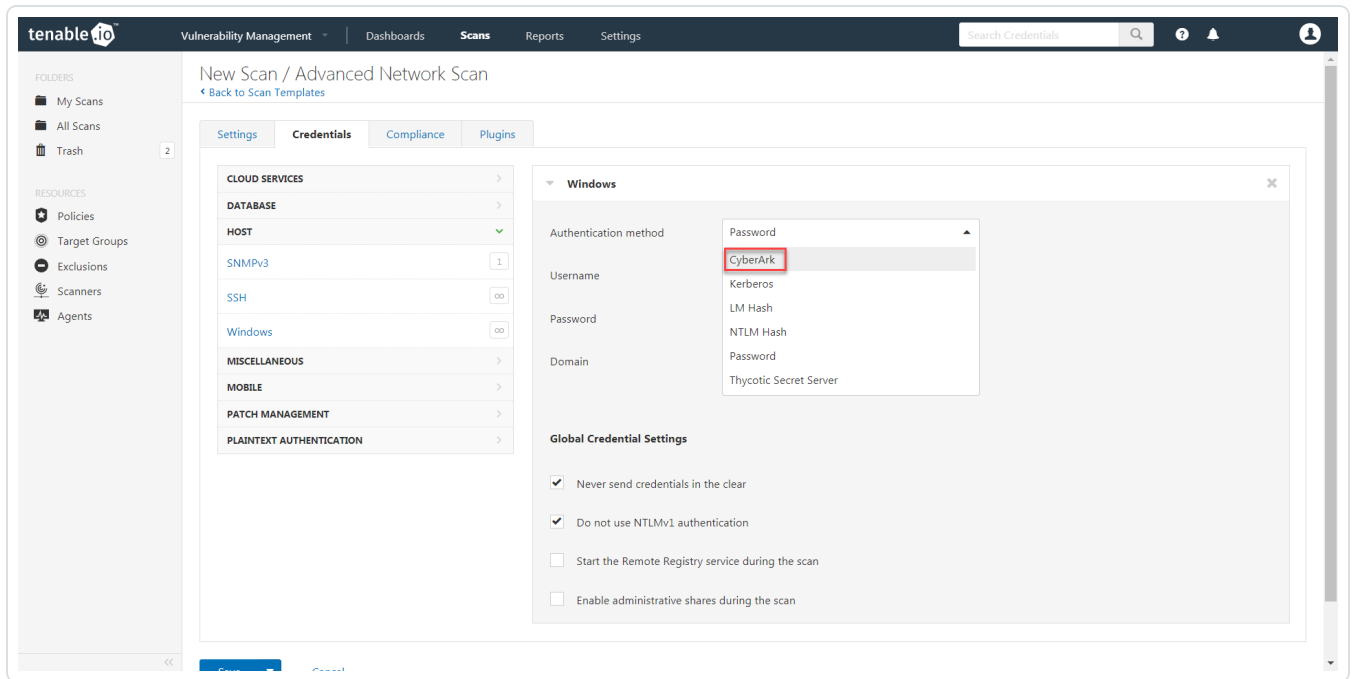 tenable.io™
Vulnerability Management
Dashboards
Scans
Reports
Settings
Search Credentials
FOLDERS
My Scans
All Scans
Trash 2
RESOURCES
Policies
Target Groups
Exclusions
Scanners
Agents
New Scan / Advanced Network Scan
Back to Scan Templates
Settings
Credentials
Compliance
Plugins
CLOUD SERVICES
DATABASE
HOST
SNMPv3 1
SSH ∞
Windows ∞
MISCELLANEOUS
MOBILE
PATCH MANAGEMENT
PLAINTEXT AUTHENTICATION
Windows
Authentication method Password
CyberArk
Kerberos
LM Hash
NTLM Hash
Password
Thycotic Secret Server
Username
Password
Domain
Global Credential Settings
Never send credentials in the clear
Do not use NTLMv1 authentication
Start the Remote Registry service during the scan
Enable administrative shares during the scan
Save
Cancel